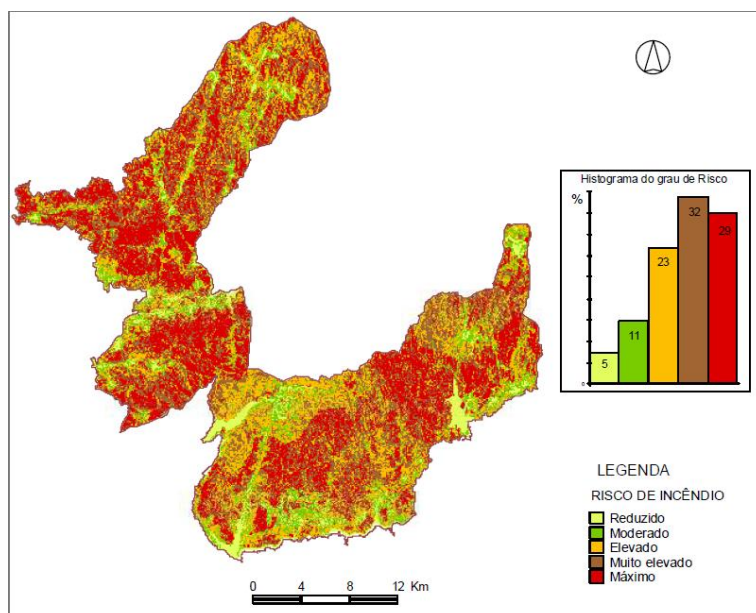 Histograma do grau de Risco
%
5
11
23
32
29
0
LEGENDA
RISCO DE INCÊNDIO
Reduzido
Moderado
Elevado
Muito elevado
Máximo
0 4 8 12 Km